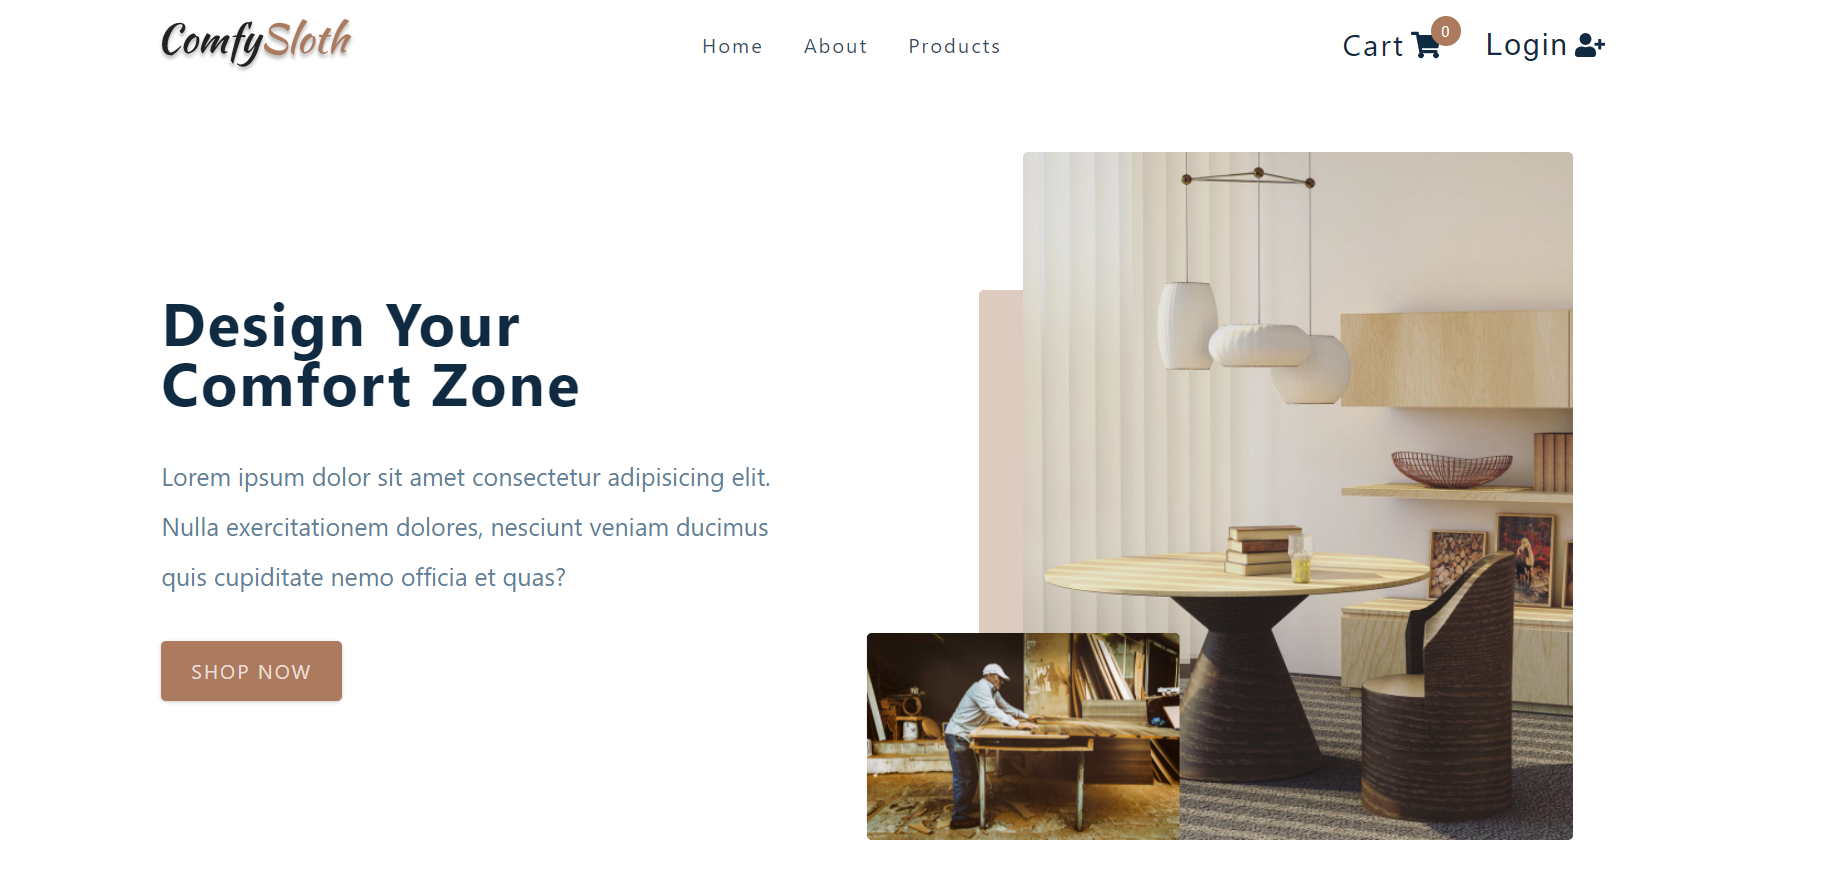 ComfySloth
Home About Products
Cart 0 Login
Design Your
Comfort Zone
Lorem ipsum dolor sit amet consectetur adipisicing elit.
Nulla exercitationem dolores, nesciunt veniam ducimus
quis cupiditate nemo officia et quas?
SHOP NOW